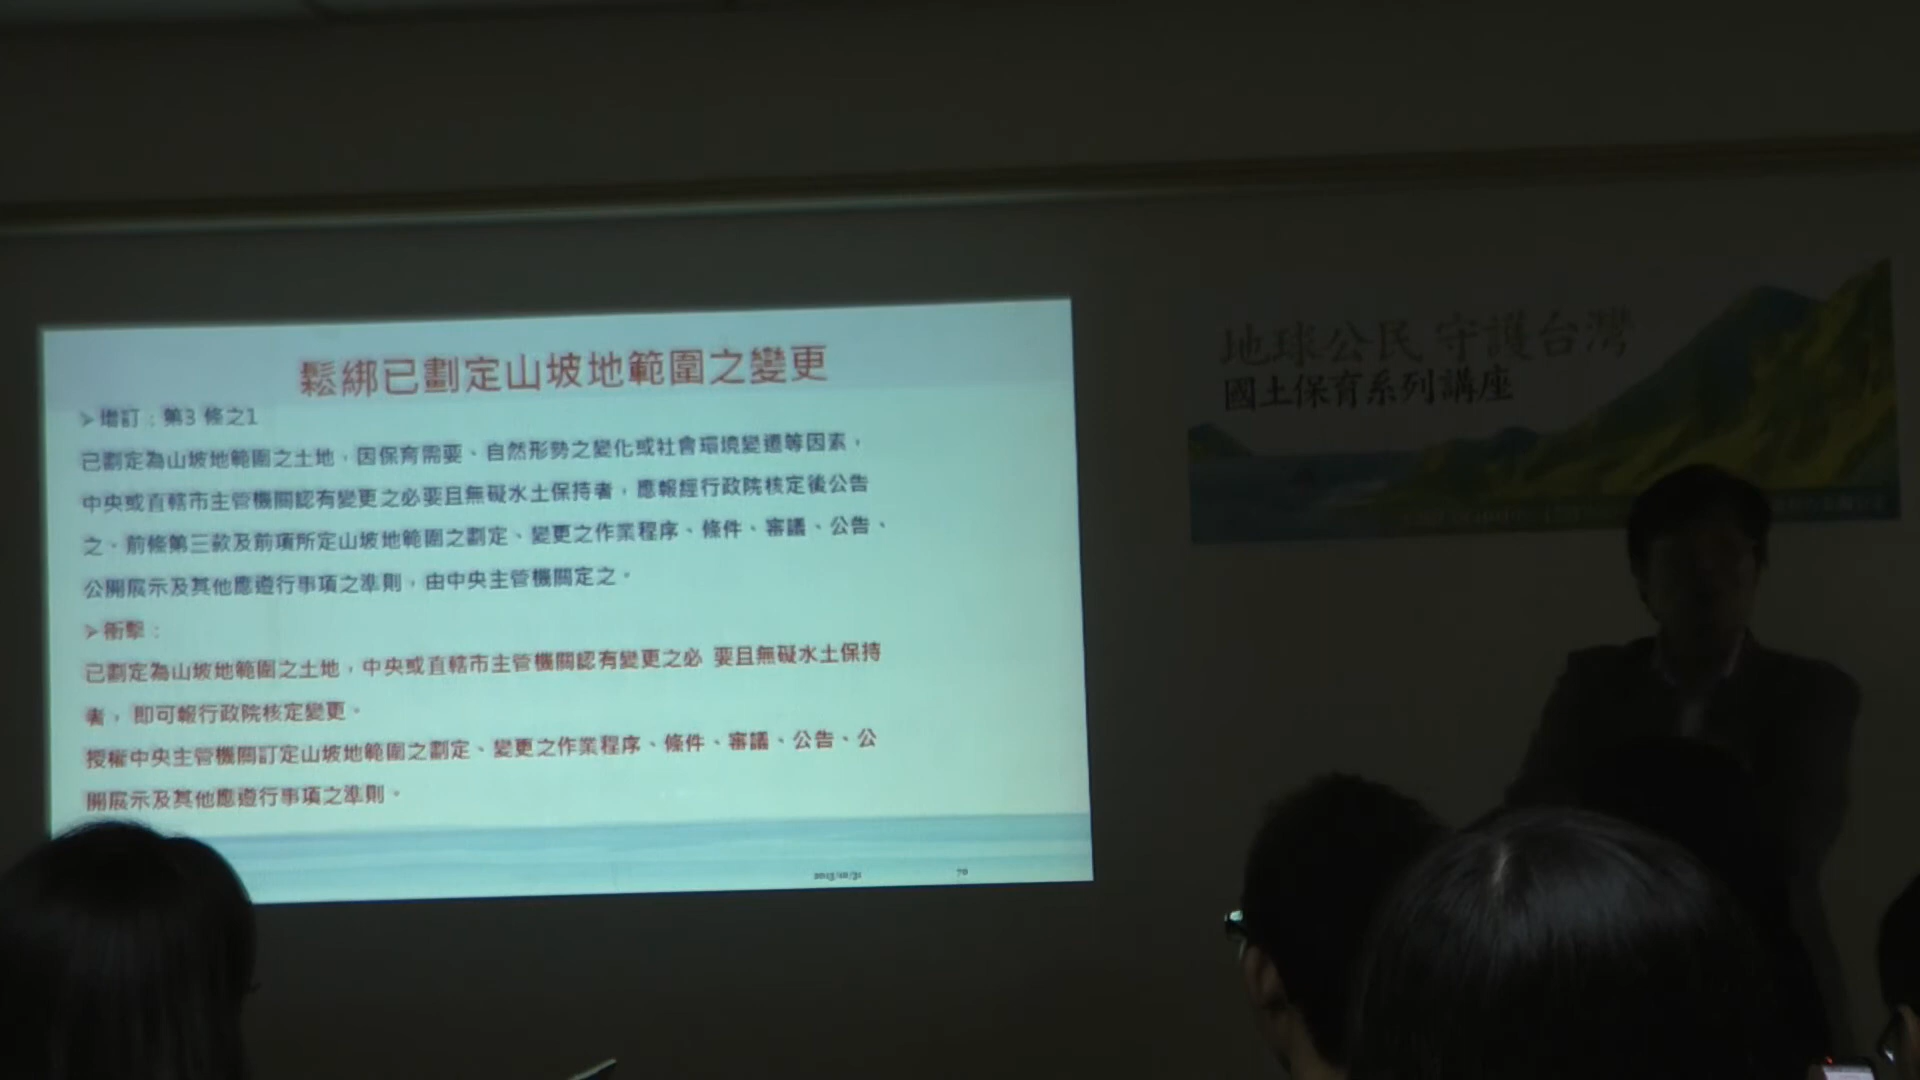 鬆綁已劃定山坡地範圍之變更
➢增訂：第3 條之1
已劃定為山坡地範圍之土地，因保育需要、自然形勢之變化或社會環境變遷等因素，
中央或直轄市主管機關認有變更之必要且無礙水土保持者，應報經行政院核定後公告
之。前條第三款及前項所定山坡地範圍之劃定、變更之作業程序、條件、審議、公告、
公開展示及其他應遵行事項之準則，由中央主管機關定之。
➢衝擊：
已劃定為山坡地範圍之土地，中央或直轄市主管機關認有變更之必 要且無礙水土保持
者， 即可報行政院核定變更。
授權中央主管機關訂定山坡地範圍之劃定、變更之作業程序、條件、審議、公告、公
開展示及其他應遵行事項之準則。
70
地球公民 守護台灣
國土保育系列講座